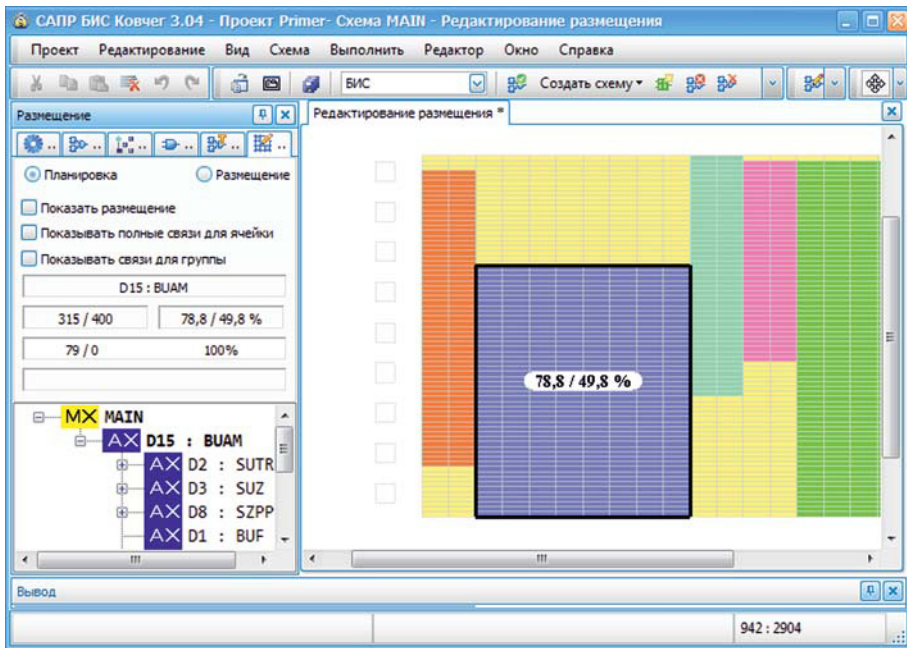 САПР БИС Ковчег 3.04 - Проект Primer- Схема MAIN - Редактирование размещения
Проект Редактирование Вид Схема Выполнить Редактор Окно Справка
БИС Создать схему
Размещение
Редактирование размещения *
Планировка Размещение
Показать размещение
Показывать полные связи для ячейки
Показывать связи для группы
D15 : BUAM
315 / 400 78,8 / 49,8 %
79 / 0 100%
78,8 / 49,8 %
MX MAIN
AX D15 : BUAM
AX D2 : SUTR
AX D3 : SUZ
AX D8 : SZPP
AX D1 : BUF
Вывод
942 : 2904